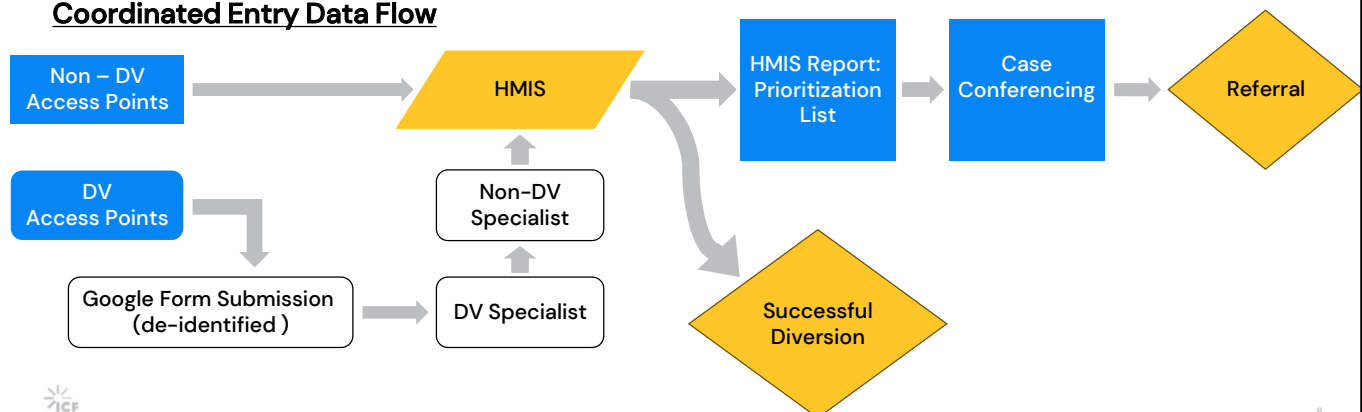 Coordinated Entry Data Flow
Non – DV
Access Points
HMIS
HMIS Report:
Prioritization
List
Case
Conferencing
Referral
DV
Access Points
Non-DV
Specialist
Google Form Submission
(de-identified )
DV Specialist
Successful
Diversion
ICF